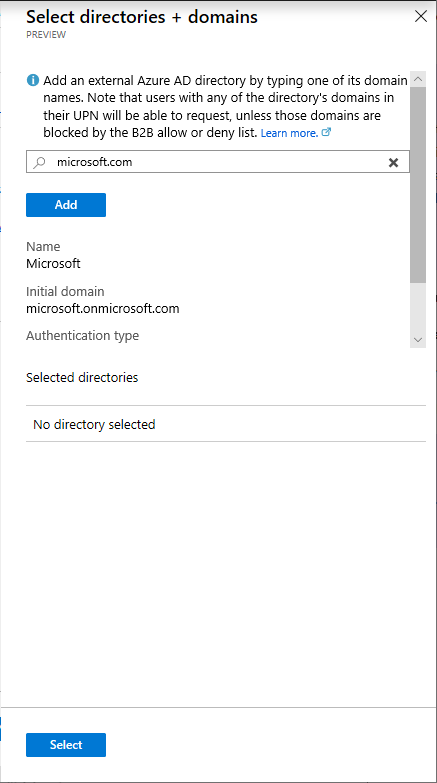 Select directories + domains
PREVIEW
Add an external Azure AD directory by typing one of its domain
names. Note that users with any of the directory's domains in
their UPN will be able to request, unless those domains are
blocked by the B2B allow or deny list. Learn more.
microsoft.com
Add
Name
Microsoft
Initial domain
microsoft.onmicrosoft.com
Authentication type
Selected directories
No directory selected
Select